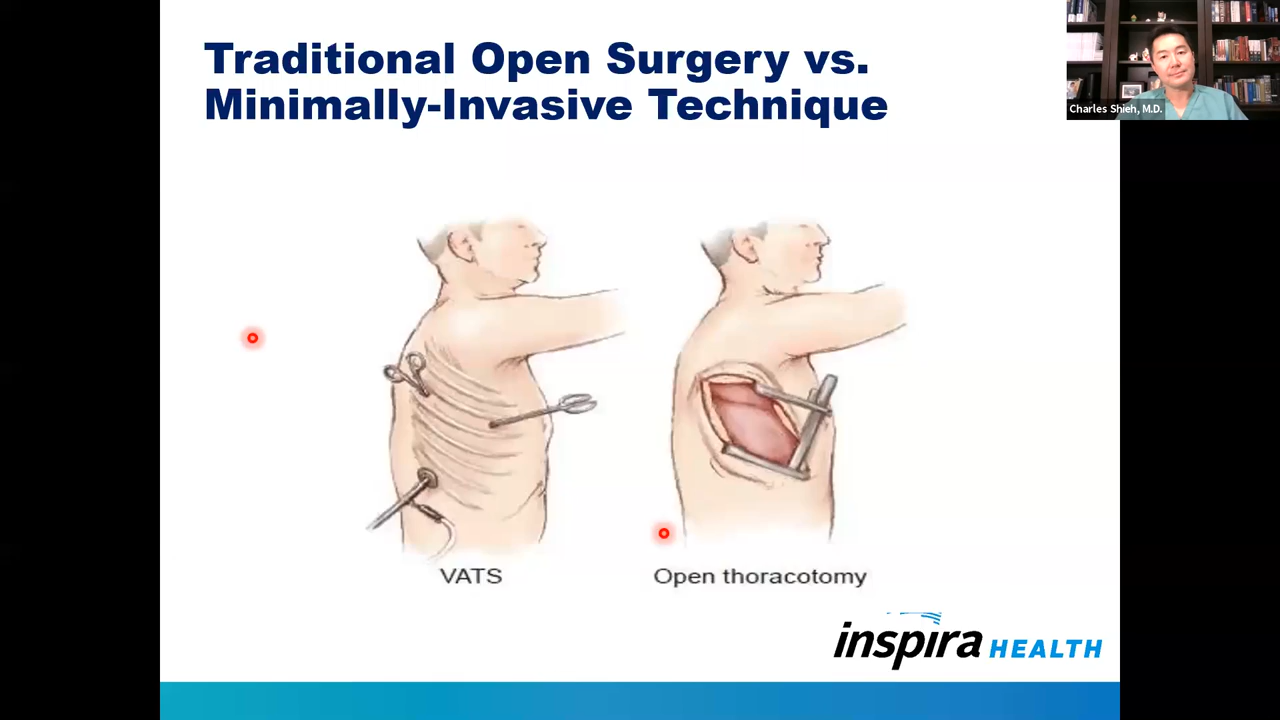 Traditional Open Surgery vs.
Minimally-Invasive Technique
Charles Shieh, M.D.
VATS
Open thoracotomy
inspira HEALTH